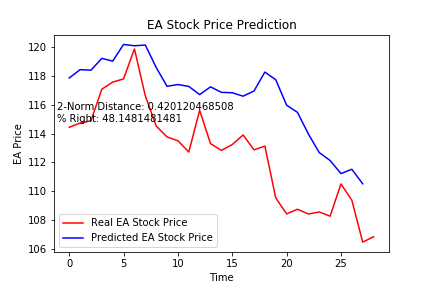 EA Stock Price Prediction
120
118
116
114
112
110
108
106
EA Price
2-Norm Distance: 0.420120468508
% Right: 48.1481481481
Real EA Stock Price
Predicted EA Stock Price
0 5 10 15 20 25
Time